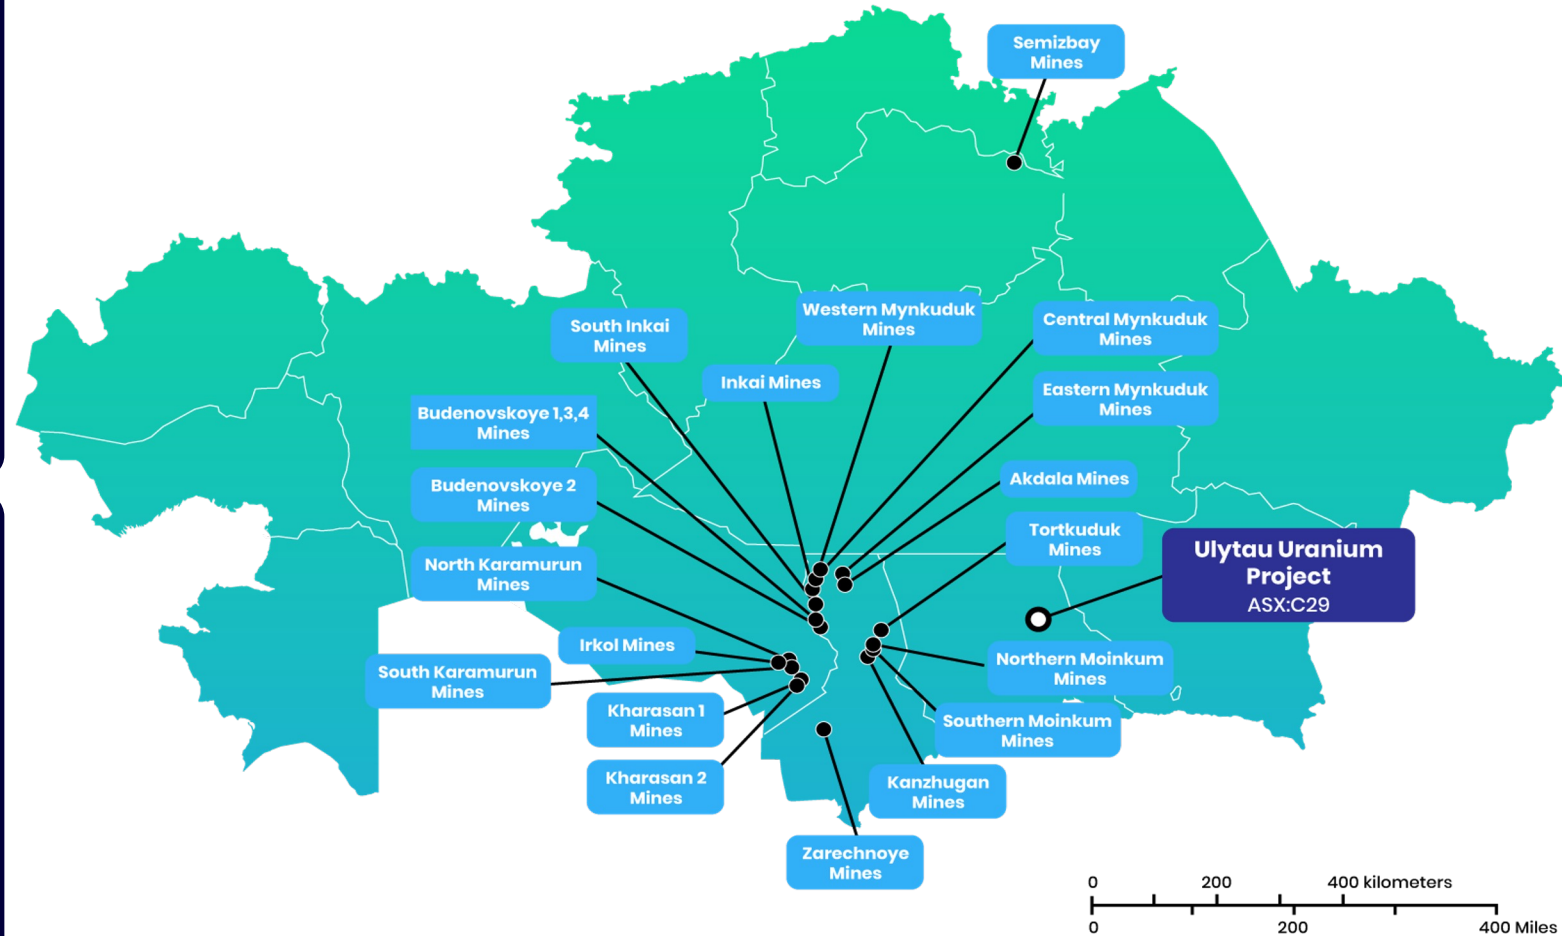 Semizbay
Mines
Western Mynkuduk
Mines
Central Mynkuduk
Mines
South Inkai
Mines
Inkai Mines
Eastern Mynkuduk
Mines
Budenovskoye 1,3,4
Mines
Akdala Mines
Budenovskoye 2
Mines
Tortkuduk
Mines
Ulytau Uranium
Project
ASX:C29
North Karamurun
Mines
Irkol Mines
Northern Moinkum
Mines
South Karamurun
Mines
Kharasan 1
Mines
Southern Moinkum
Mines
Kharasan 2
Mines
Kanzhugan
Mines
Zarechnoye
Mines
0 200 400 kilometers
0 200 400 Miles